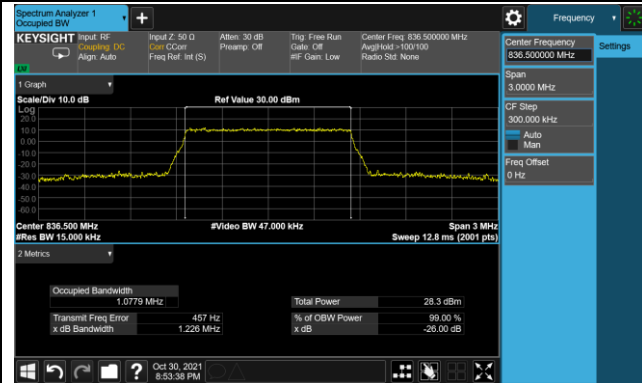 Spectrum Analyzer 1
Occupied BW
Frequency
KEYSIGHT
Input: RF
Coupling: DC
Align: Auto
Input Z: 50 Ω
Corr CCorr
Freq Ref: Int (S)
Atten: 30 dB
Preamp: Off
Trig: Free Run
Gate: Off
#IF Gain: Low
Center Freq: 836.500000 MHz
Avg|Hold >100/100
Radio Std: None
LXI
Center Frequency
836.500000 MHz
Settings
Span
3.0000 MHz
CF Step
300.000 kHz
Auto
Man
Freq Offset
0 Hz
1 Graph
Scale/Div 10.0 dB
Ref Value 30.00 dBm
Log
20.0
10.0
0.00
-10.0
-20.0
-30.0
-40.0
-50.0
-60.0
Center 836.500 MHz
#Video BW 47.000 kHz
Span 3 MHz
#Res BW 15.000 kHz
Sweep 12.8 ms (2001 pts)
2 Metrics
Occupied Bandwidth
1.0779 MHz
Total Power 28.3 dBm
Transmit Freq Error 457 Hz
% of OBW Power 99.00 %
x dB Bandwidth 1.226 MHz
x dB -26.00 dB
?
Oct 30, 2021
8:53:38 PM